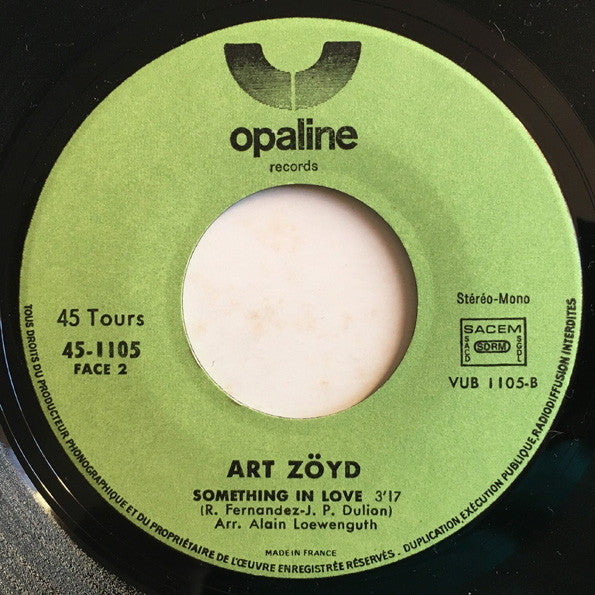 opaline
records
45 Tours
45-1105
FACE 2
Stéréo-Mono
SACEM
SACD
SDRM
SGDL
VUB 1105-B
ART ZÖYD
SOMETHING IN LOVE 3'17
(R. Fernandez-J. P. Dulion)
Arr. Alain Loewenguth
MADE IN FRANCE
TOUS DROITS DU PRODUCTEUR PHONOGRAPHIQUE ET DU PROPRIÉTAIRE DE L'ŒUVRE ENREGISTRÉE RÉSERVÉS. DUPLICATION EXÉCUTION PUBLIQUE, RADIODIFFUSION INTERDITES